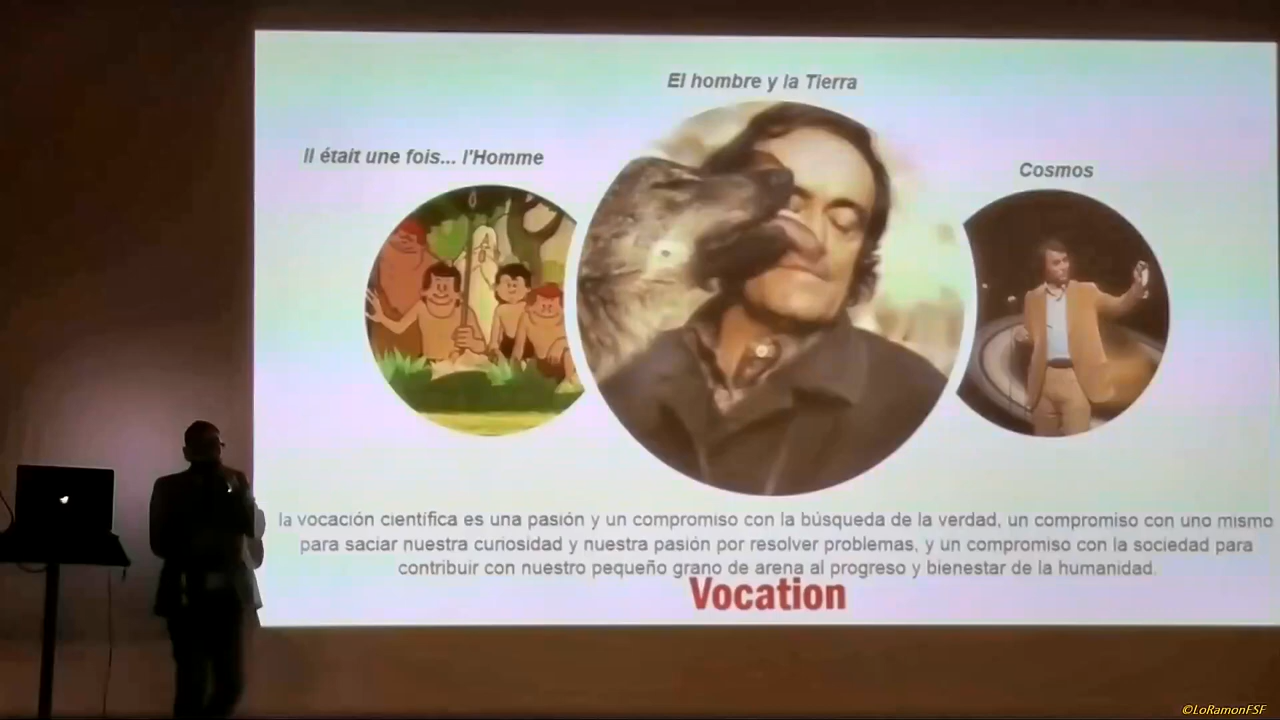 El hombre y la Tierra
Il était une fois... l'Homme
Cosmos
la vocación científica es una pasión y un compromiso con la búsqueda de la verdad, un compromiso con uno mismo
para saciar nuestra curiosidad y nuestra pasión por resolver problemas, y un compromiso con la sociedad para
contribuir con nuestro pequeño grano de arena al progreso y bienestar de la humanidad.
Vocation
©LoRamonFSF